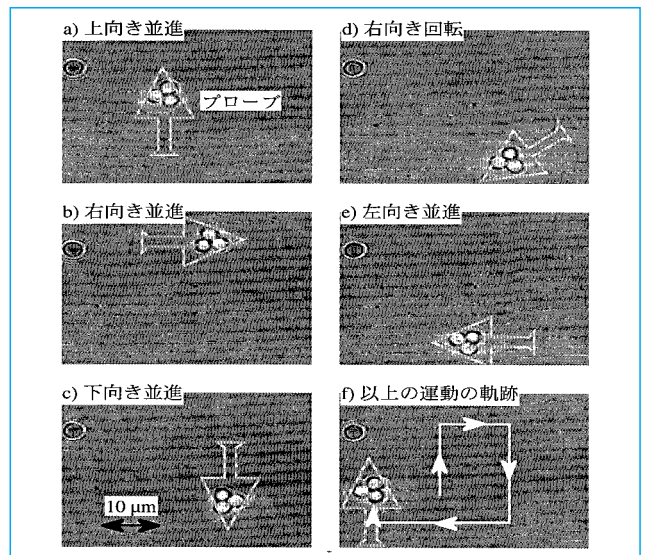 a) 上向き並進
プローブ
b) 右向き並進
c) 下向き並進
10 μm
d) 右向き回転
e) 左向き並進
f) 以上の運動の軌跡